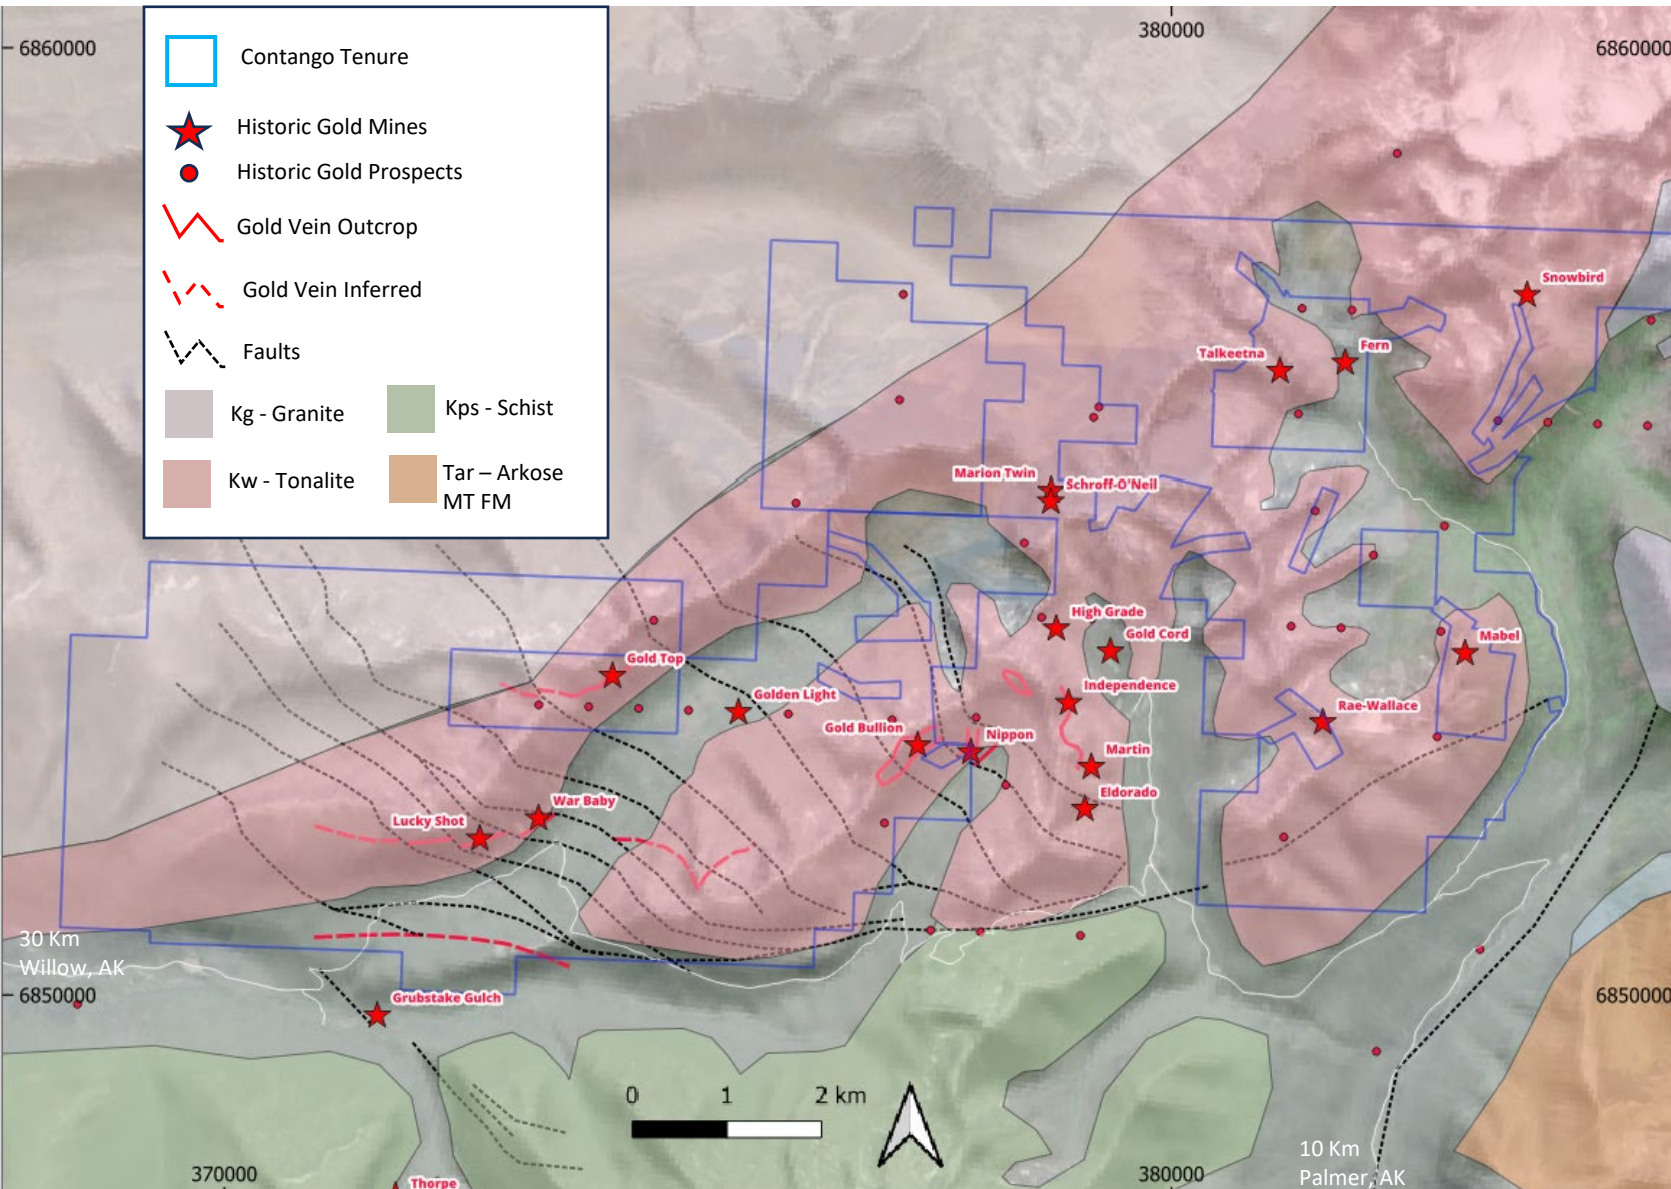 380000
6860000
6860000
Contango Tenure
Historic Gold Mines
Historic Gold Prospects
Gold Vein Outcrop
Gold Vein Inferred
Faults
Kg - Granite
Kps - Schist
Kw - Tonalite
Tar – Arkose
MT FM
Snowbird
Fern
Talkeetna
Marion Twin
Schroff-O'Neil
High Grade
Gold Cord
Mabel
Gold Top
Independence
Golden Light
Rae-Wallace
Gold Bullion
Nippon
Martin
Eldorado
War Baby
Lucky Shot
30 Km
Willow, AK
6850000
6850000
Grubstake Gulch
0 1 2 km
10 Km
Palmer, AK
370000
380000
Thorpe